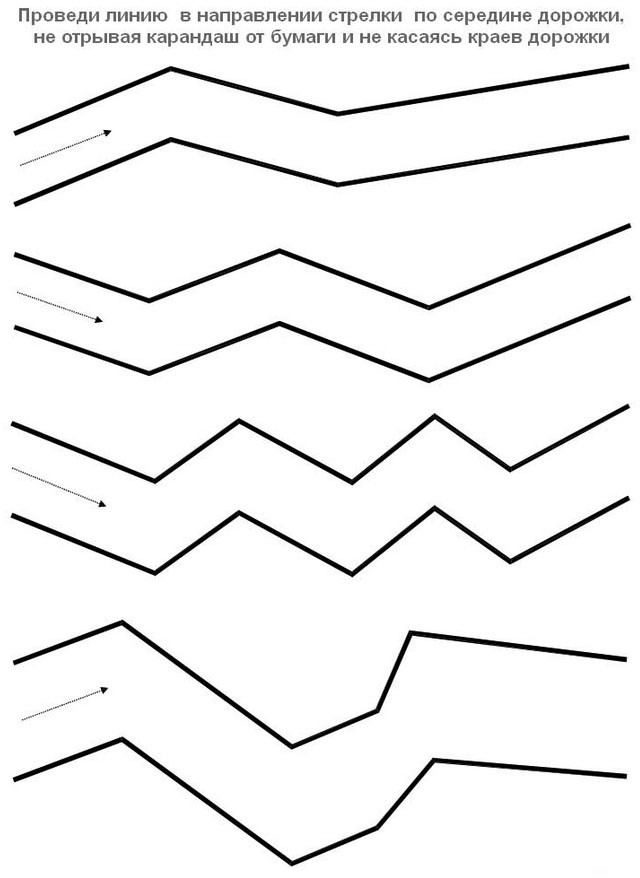 Проведи линию в направлении стрелки по середине дорожки,
не отрывая карандаш от бумаги и не касаясь краев дорожки